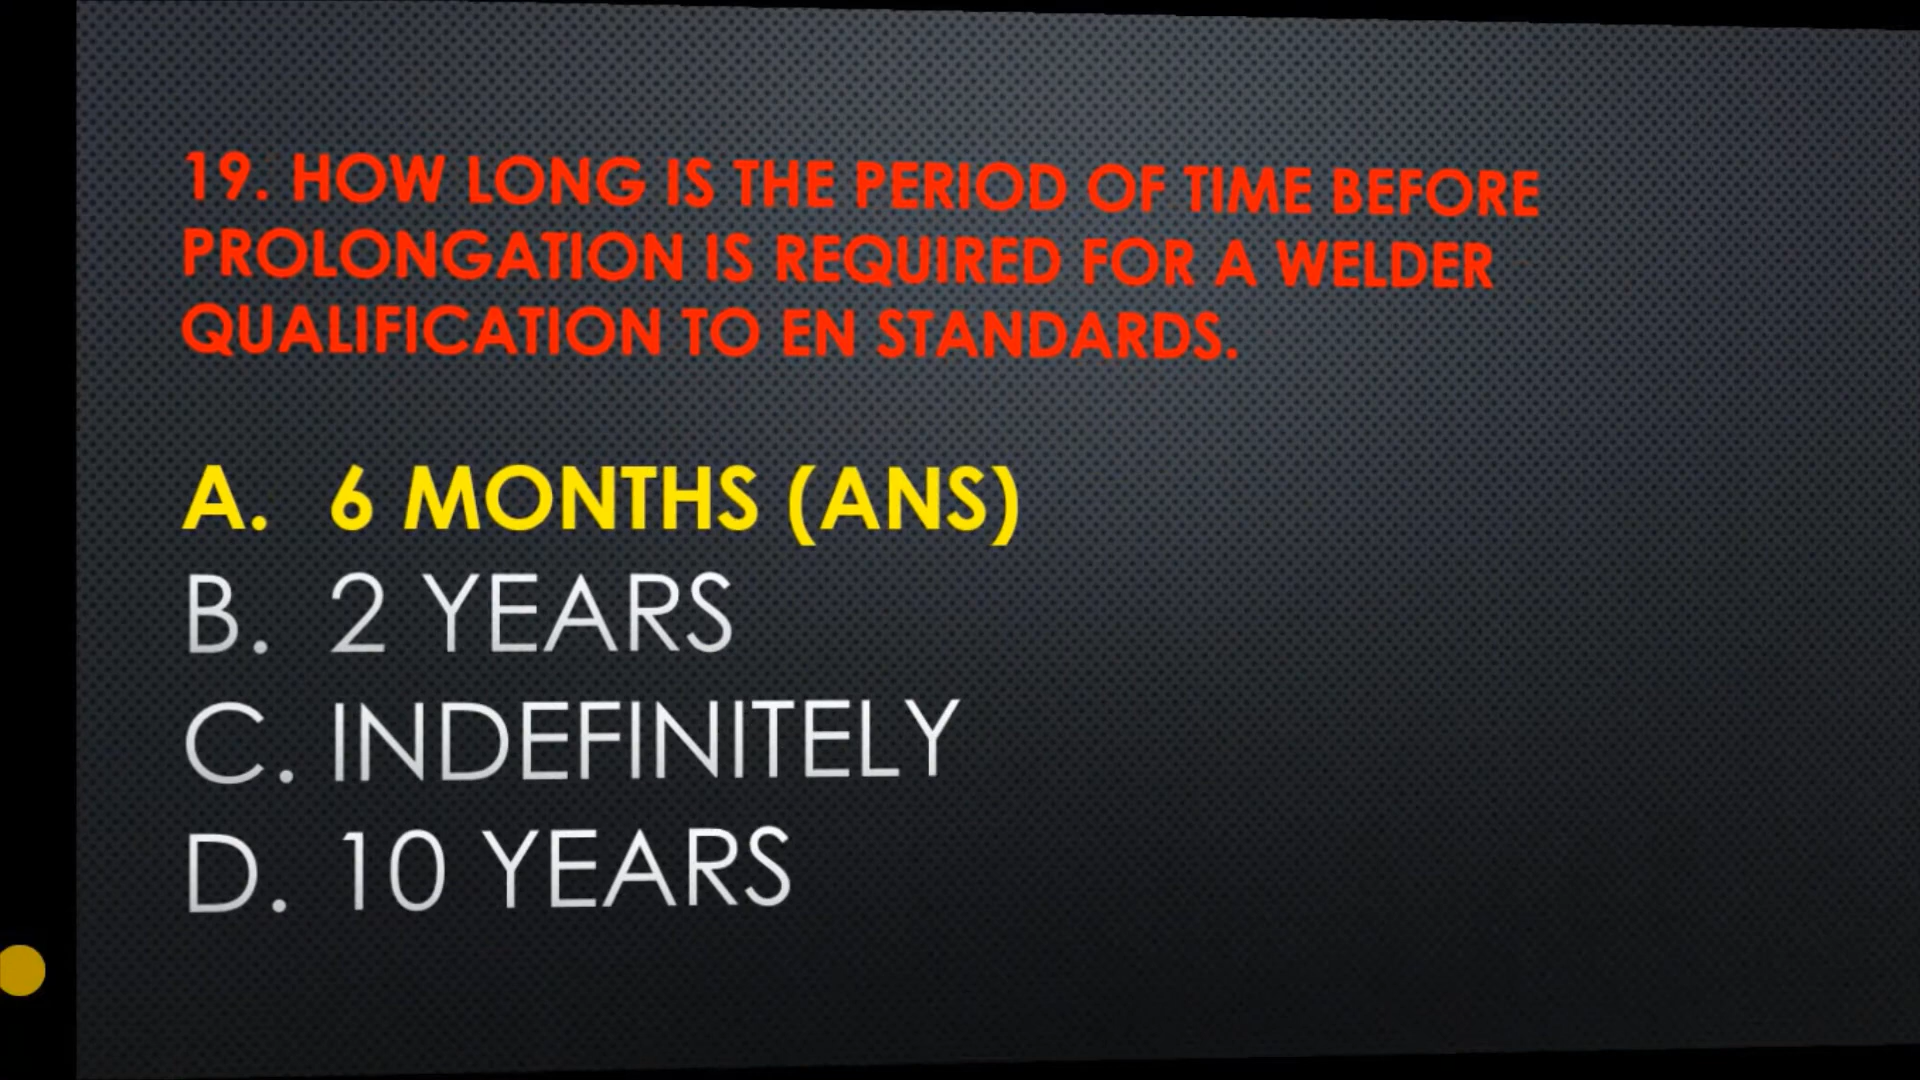 19. HOW LONG IS THE PERIOD OF TIME BEFORE
PROLONGATION IS REQUIRED FOR A WELDER
QUALIFICATION TO EN STANDARDS.
A. 6 MONTHS (ANS)
B. 2 YEARS
C. INDEFINITELY
D. 10 YEARS